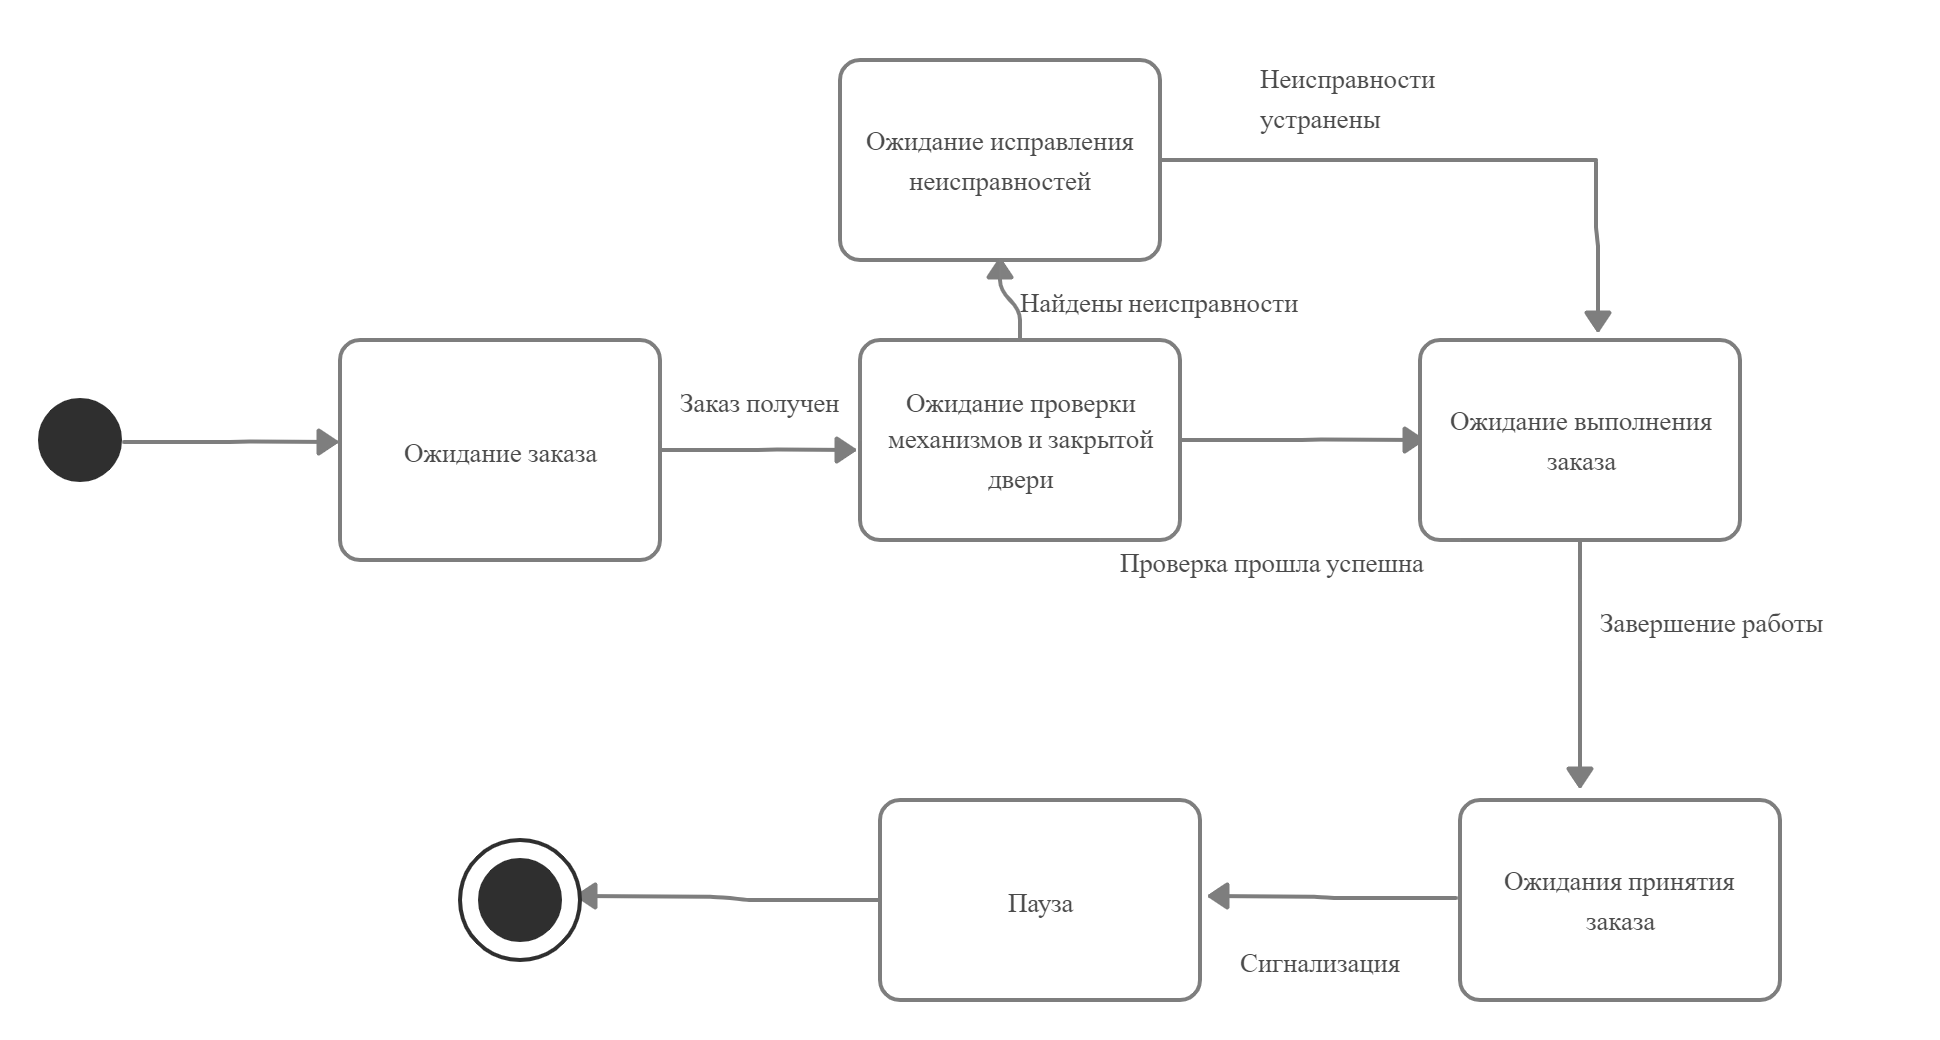 Ожидание исправления
неисправностей
Неисправности
устранены
Найдены неисправности
Ожидание заказа
Заказ получен
Ожидание проверки
механизмов и закрытой
двери
Проверка прошла успешна
Ожидание выполнения
заказа
Завершение работы
Ожидания принятия
заказа
Сигнализация
Пауза